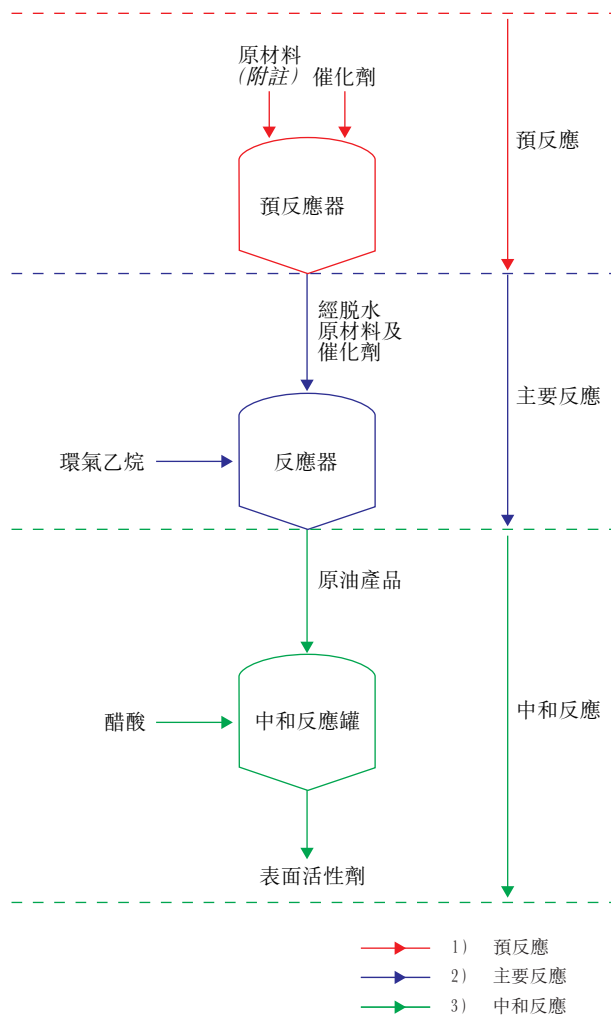 原材料
(附註) 催化劑
預反應
預反應器
經脱水
原材料及
催化劑
主要反應
環氧乙烷
反應器
原油產品
中和反應
醋酸
中和反應罐
表面活性劑
1) 預反應
2) 主要反應
3) 中和反應